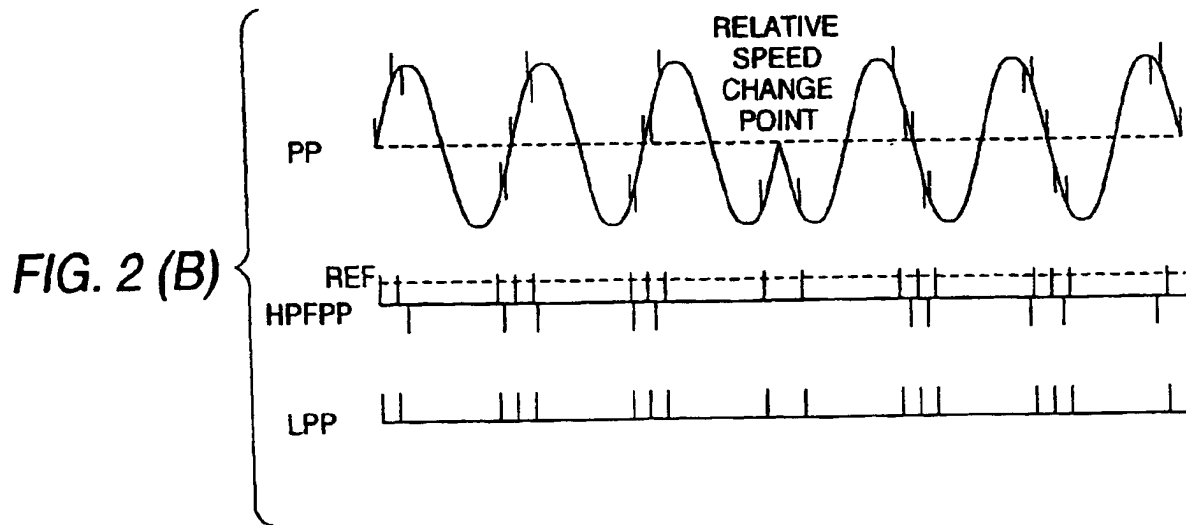 RELATIVE
SPEED
CHANGE
POINT
PP
FIG. 2 (B)
REF
HPFPP
LPP